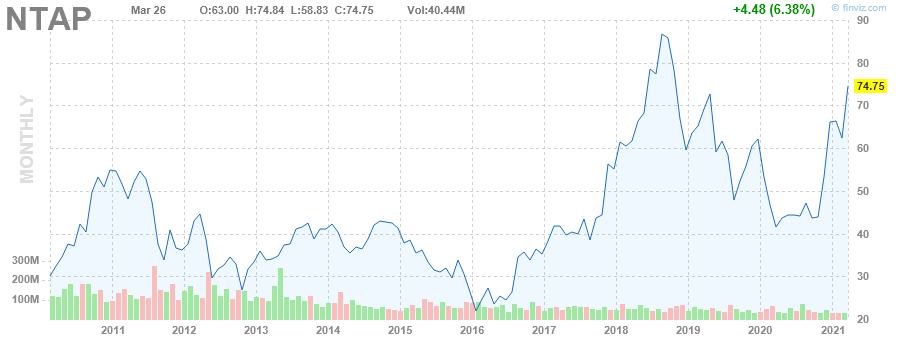 NTAP
Mar 26 O:63.00 H:74.84 L:58.83 C:74.75 Vol:40.44M
+4.48 (6.38%)
© finviz.com
MONTHLY
90
80
74.75
70
60
50
40
30
20
300M
200M
100M
2011 2012 2013 2014 2015 2016 2017 2018 2019 2020 2021